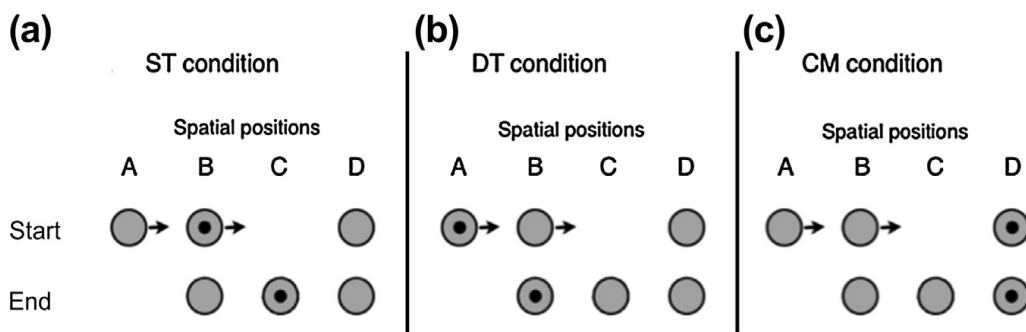 (a) (b) (c)
ST condition DT condition CM condition
Spatial positions Spatial positions Spatial positions
A B C D A B C D A B C D
Start
End